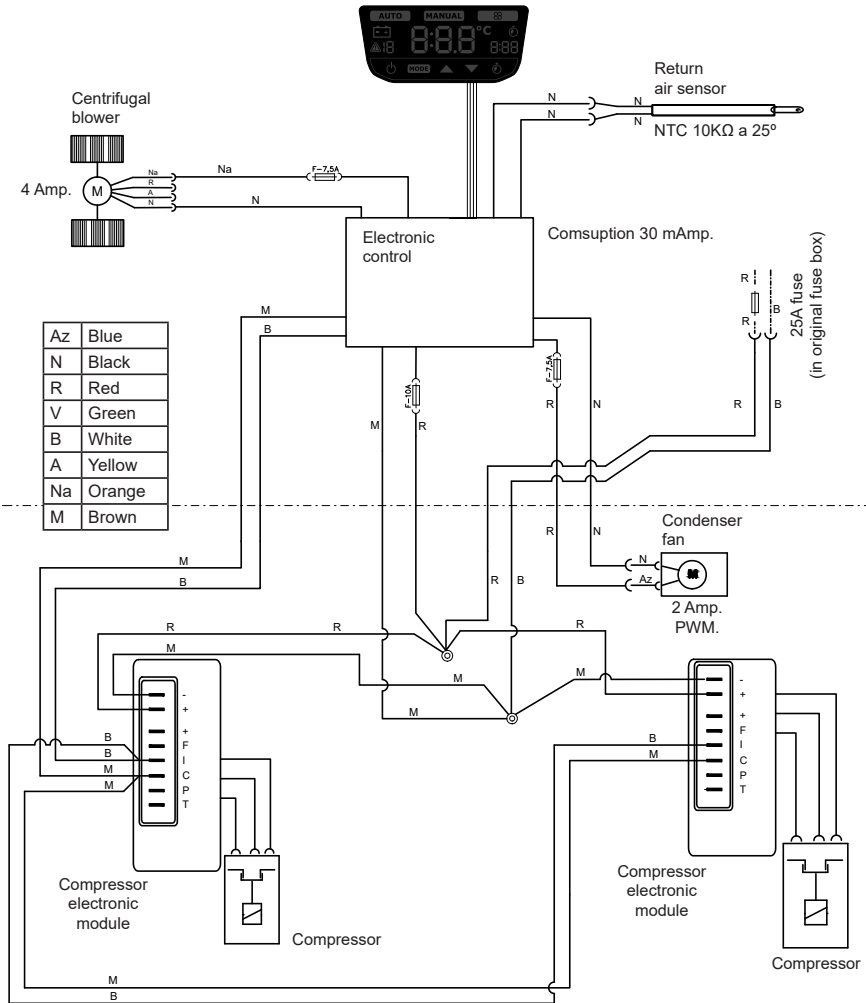 AUTO
MANUAL
8:8.8°C
8:88
MODE
Return
air sensor
N
N
N
N
NTC 10KΩ a 25º
Centrifugal
blower
4 Amp.
M
Na
R
A
N
Na
F-7,5A
N
Electronic
control
Comsuption 30 mAmp.
25A fuse
(in original fuse box)
R
R
B
R
B
M
B
Az Blue
N Black
R Red
V Green
B White
A Yellow
Na Orange
M Brown
F-10A
M
R
F-7,5A
R
N
R
N
Condenser
fan
N
Az
M
2 Amp.
PWM.
M
B
R
B
R
R
R
M
M
M
M
-
+
+
F
I
C
P
T
B
B
M
M
-
+
+
F
I
C
P
T
B
M
Compressor
electronic
module
Compressor
Compressor
electronic
module
Compressor
M
B